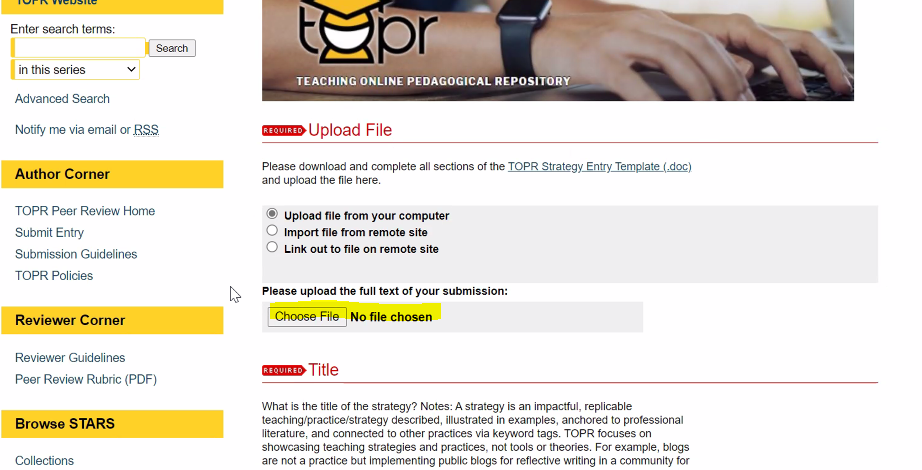 TOPR Website
Enter search terms:
Search
in this series
Advanced Search
Notify me via email or RSS
Author Corner
TOPR Peer Review Home
Submit Entry
Submission Guidelines
TOPR Policies
Reviewer Corner
Reviewer Guidelines
Peer Review Rubric (PDF)
Browse STARS
Collections
topr
TEACHING ONLINE PEDAGOGICAL REPOSITORY
REQUIRED Upload File
Please download and complete all sections of the TOPR Strategy Entry Template (.doc)
and upload the file here.
Upload file from your computer
Import file from remote site
Link out to file on remote site
Please upload the full text of your submission:
Choose File No file chosen
REQUIRED Title
What is the title of the strategy? Notes: A strategy is an impactful, replicable
teaching/practice/strategy described, illustrated in examples, anchored to professional
literature, and connected to other practices via keyword tags. TOPR focuses on
showcasing teaching strategies and practices, not tools or theories. For example, blogs
are not a practice but implementing public blogs for reflective writing in a community for